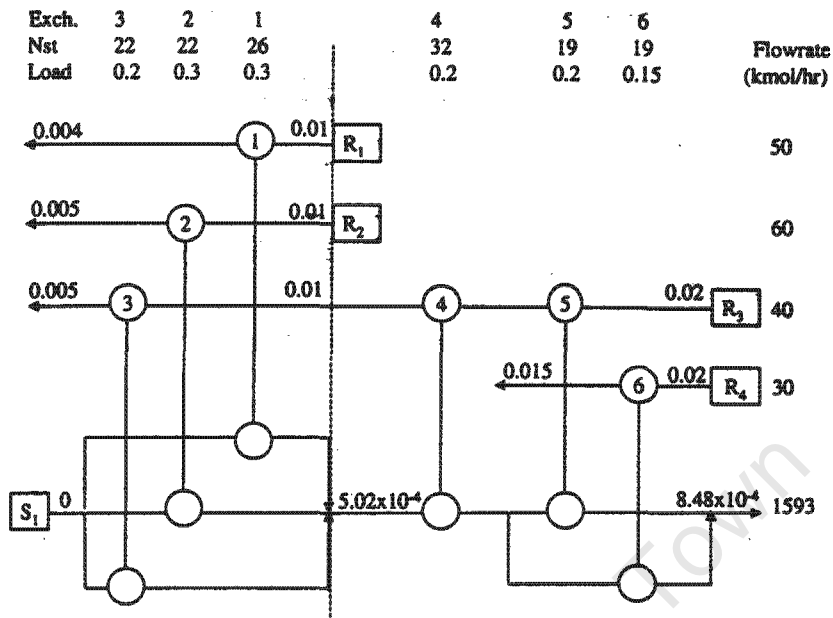 Exch. 3 2 1 4 5 6
Nst 22 22 26 32 19 19 Flowrate
Load 0.2 0.3 0.3 0.2 0.2 0.15 (kmol/hr)
0.004 1 0.01 R₁ 50
0.005 2 0.01 R₂ 60
0.005 3 0.01 4 5 0.02 R₃ 40
0.015 6 0.02 R₄ 30
S₁ 0 5.02x10⁻⁴ 8.48x10⁻⁴ 1593
Town